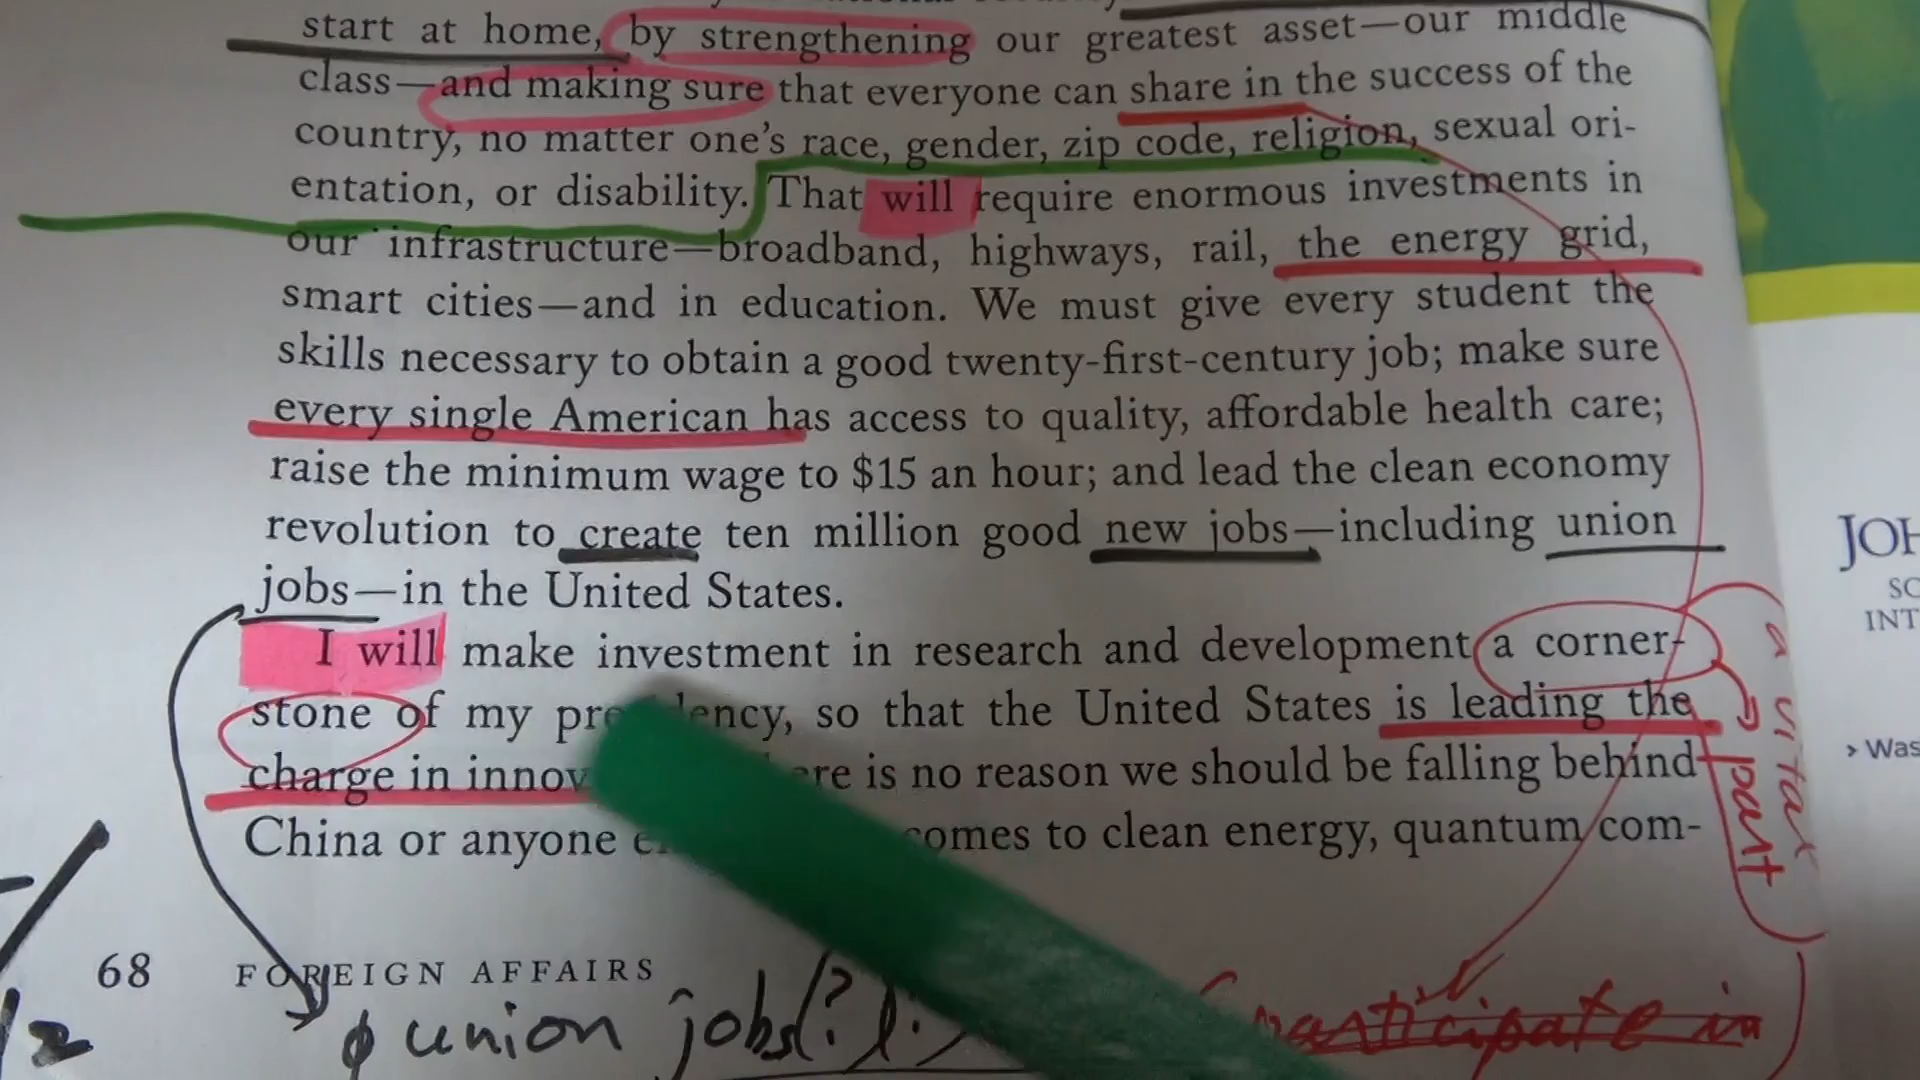 start at home, by strengthening our greatest asset—our middle
class—and making sure that everyone can share in the success of the
country, no matter one's race, gender, zip code, religion, sexual ori-
entation, or disability. That will require enormous investments in
our infrastructure—broadband, highways, rail, the energy grid,
smart cities—and in education. We must give every student the
skills necessary to obtain a good twenty-first-century job; make sure
every single American has access to quality, affordable health care;
raise the minimum wage to $15 an hour; and lead the clean economy
revolution to create ten million good new jobs—including union
jobs—in the United States.
I will make investment in research and development a corner-
stone of my so that the United States is leading the
charge in is no reason we should be falling behind
China or anyone to clean energy, quantum com-
a vital
part
68 FOREIGN AFFAIRS
union jobs(?)
participate in
JOH
SC
INT
› Was